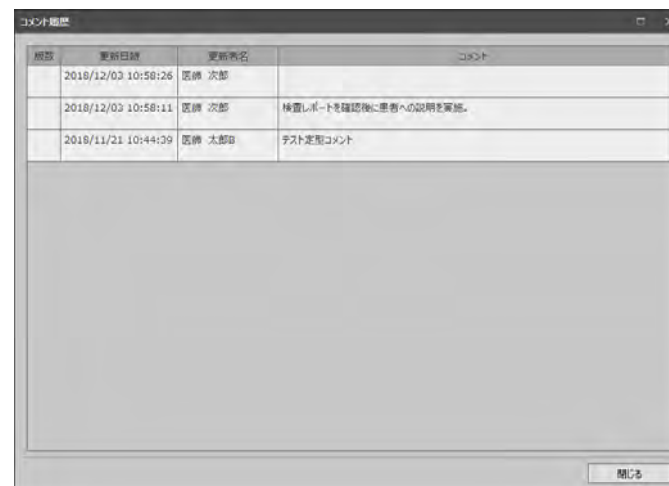 コメント履歴
版数 更新日時 更新者名 コメント
2018/12/03 10:58:26 医師 次郎
2018/12/03 10:58:11 医師 次郎 検査レポートを確認後に患者への説明を実施。
2018/11/21 10:44:39 医師 太郎B テスト定型コメント
閉じる